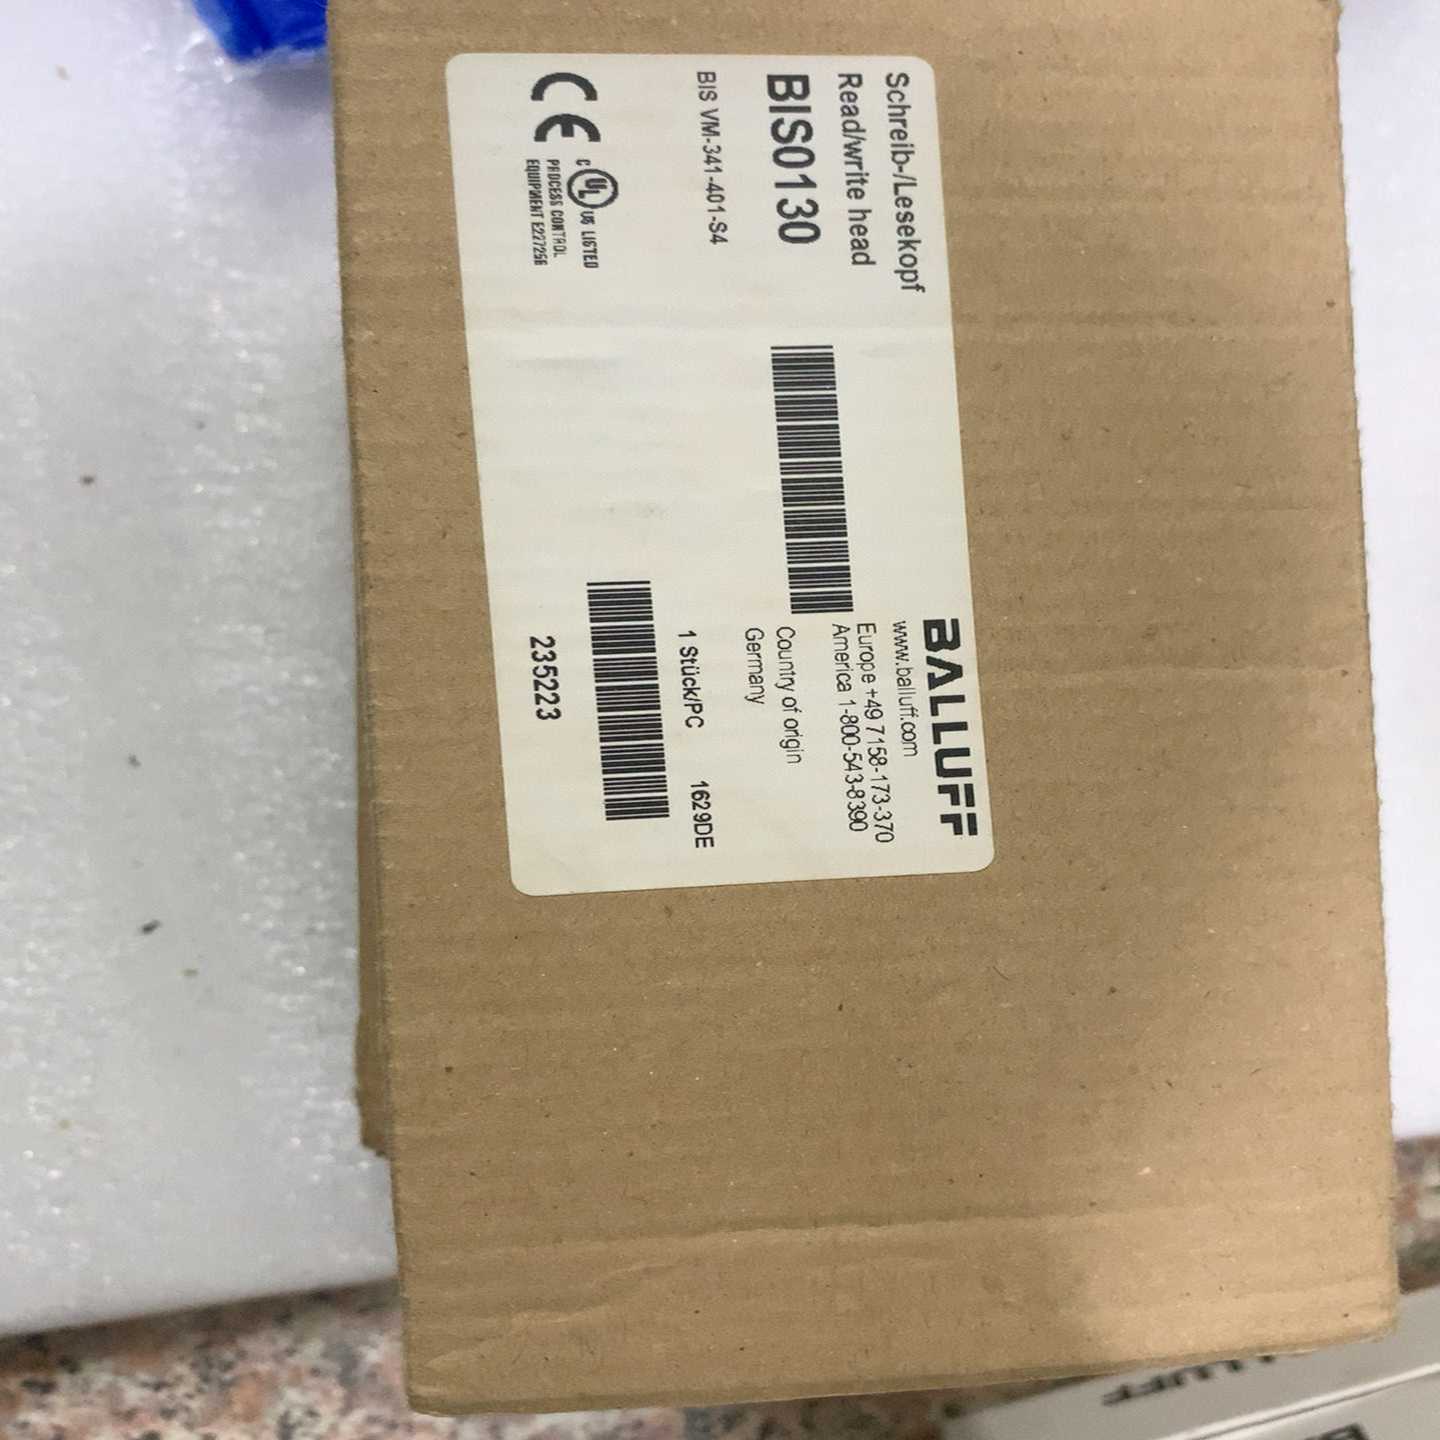 Schreib-/Lesekopf
Read/write head
BIS0130
BIS VM-341-401-S4
CE
C UL US LISTED
PROCESS CONTROL
EQUIPMENT E227256
BALLUFF
www.balluff.com
Europe +49 7158-173-370
America 1-800-543-8390
Country of origin
Germany
1 Stück/PC 1629DE
235223